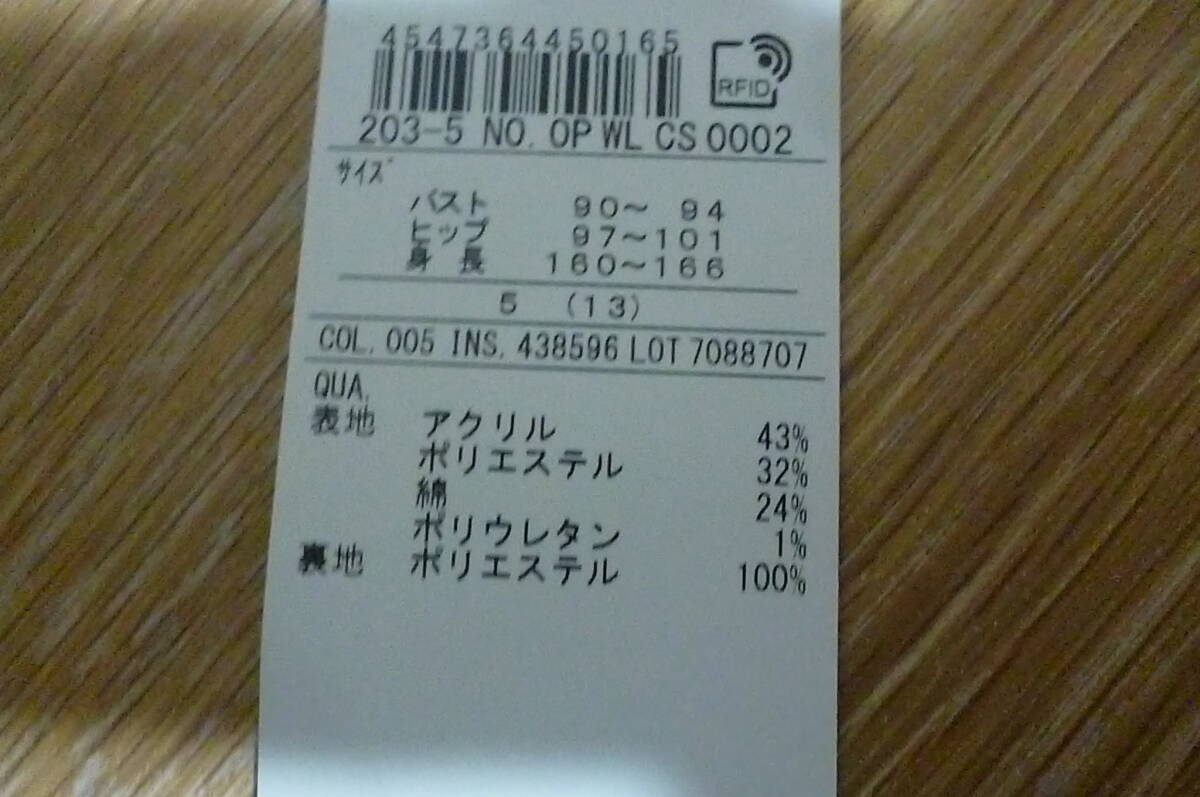 4547364450165
RFID
203-5 NO. OP WL CS 0002
サイズ
バスト 90～ 94
ヒップ 97～101
身長 160～166
5 (13)
COL. 005 INS. 438596 LOT 7088707
QUA.
表地 アクリル 43%
ポリエステル 32%
綿 24%
ポリウレタン 1%
裏地 ポリエステル 100%